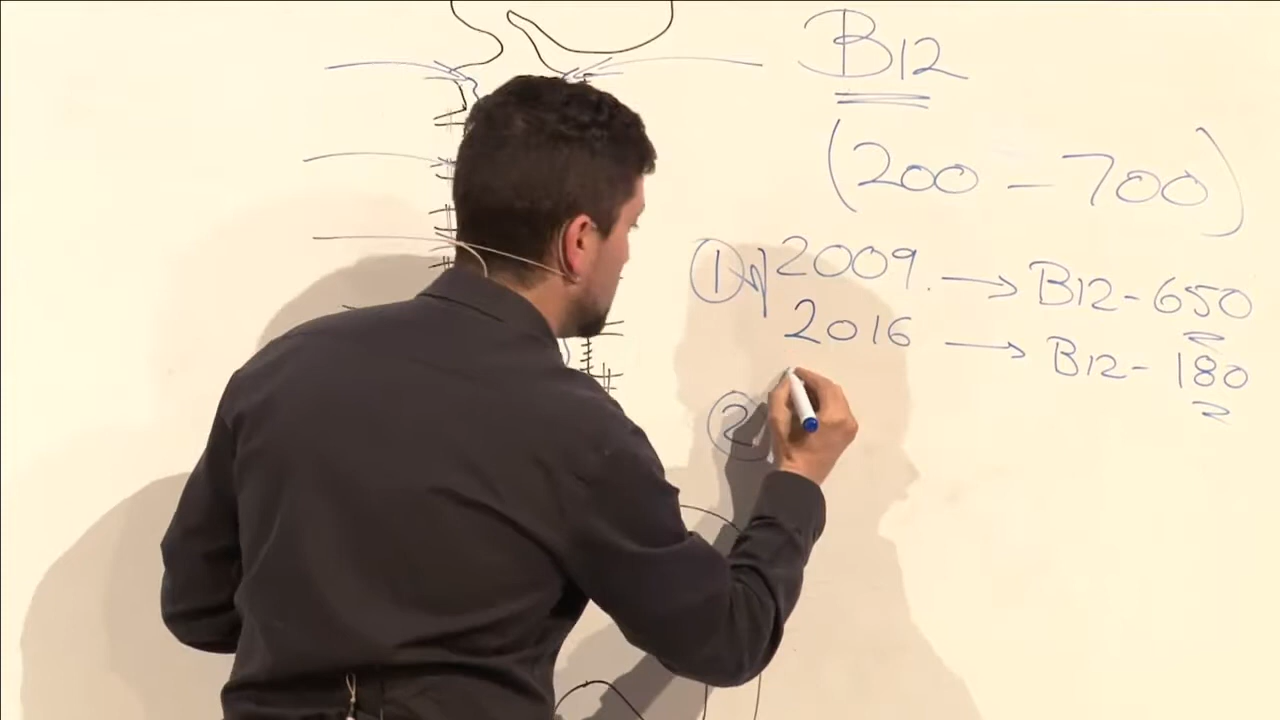 B12
(200 - 700)
① 2009. → B12 - 650
2016 → B12 - 180
②